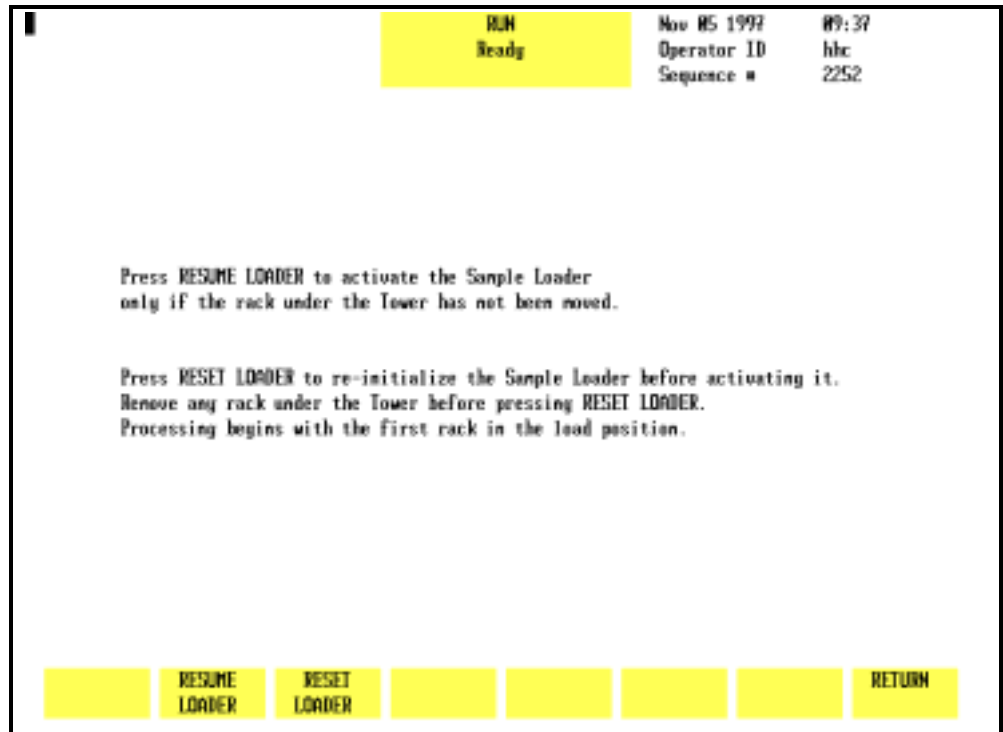 RUN
Ready
Nov 05 1997 09:37
Operator ID hhc
Sequence # 2252
Press RESUME LOADER to activate the Sample Loader
only if the rack under the Tower has not been moved.
Press RESET LOADER to re-initialize the Sample Loader before activating it.
Remove any rack under the Tower before pressing RESET LOADER.
Processing begins with the first rack in the load position.
RESUME
LOADER
RESET
LOADER
RETURN